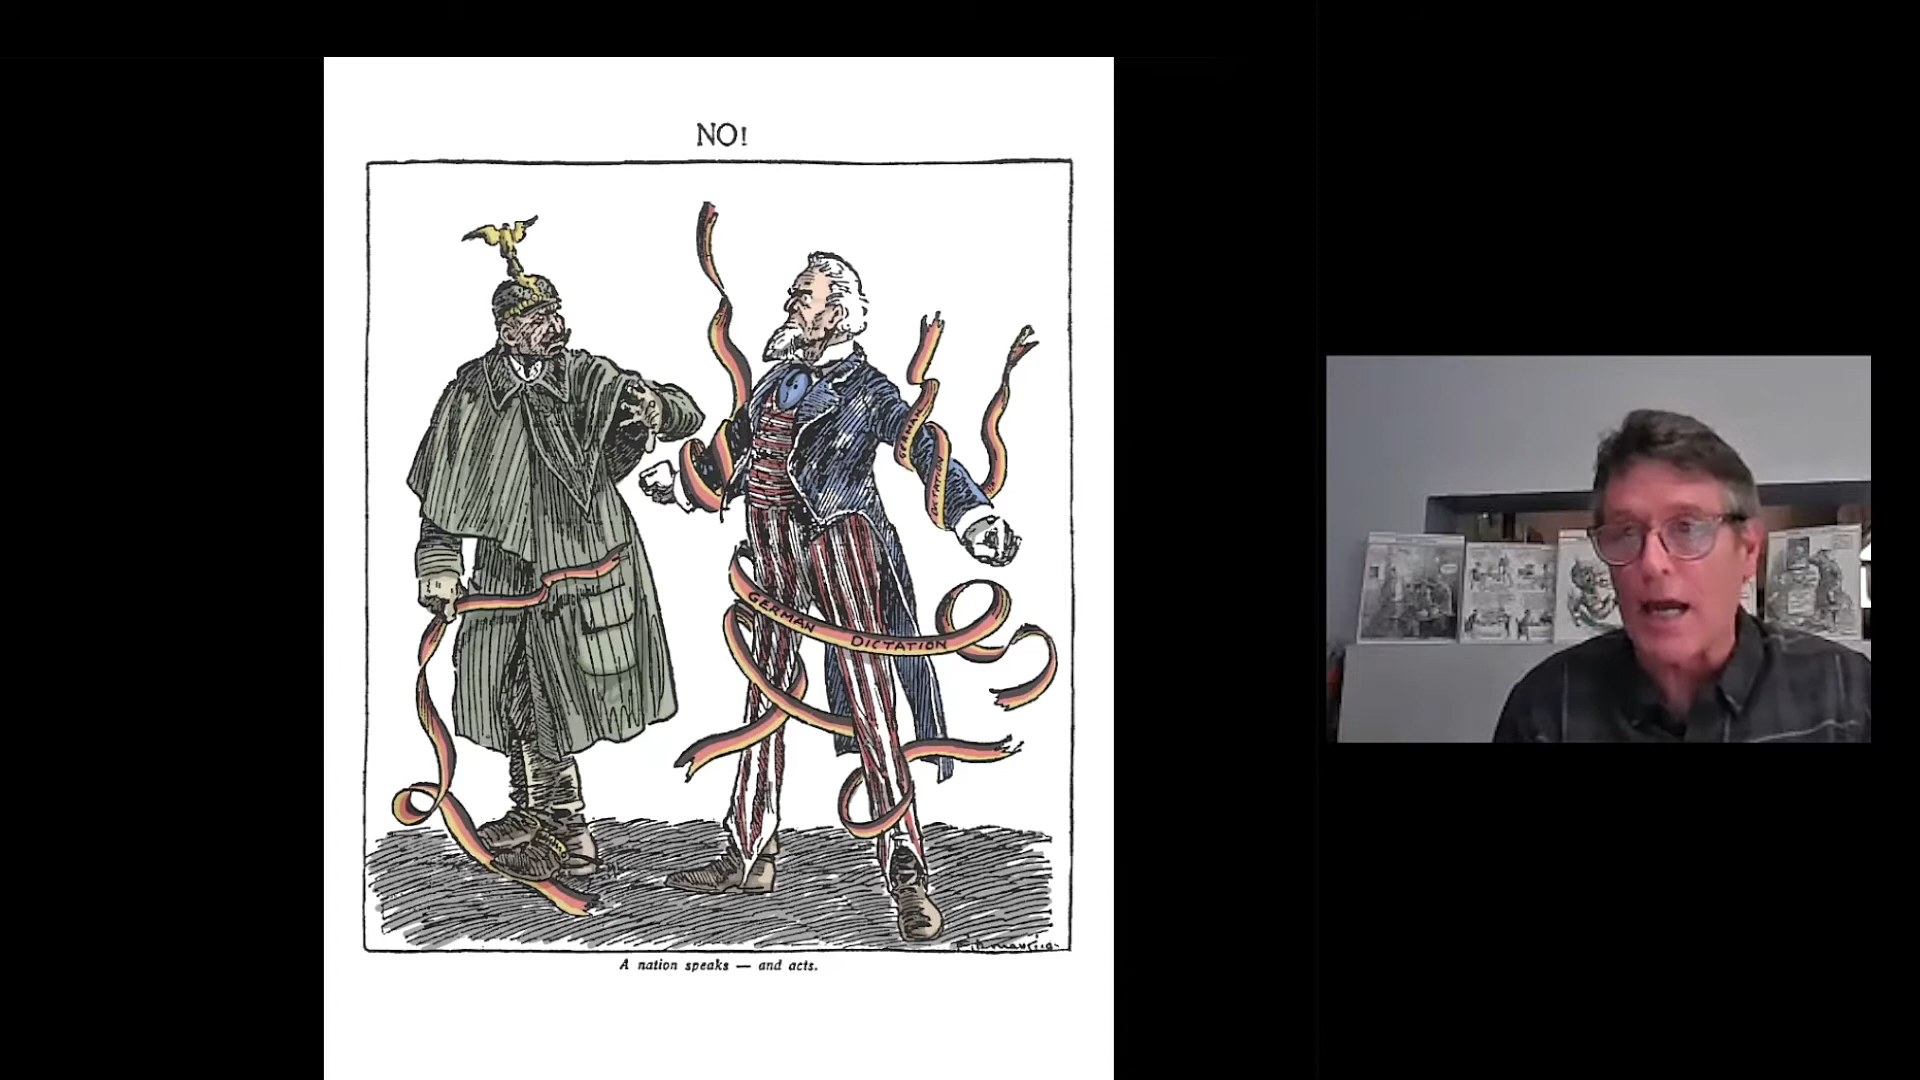 NO!
GERMAN
DICTATION
GERMAN DICTATION
A nation speaks — and acts.